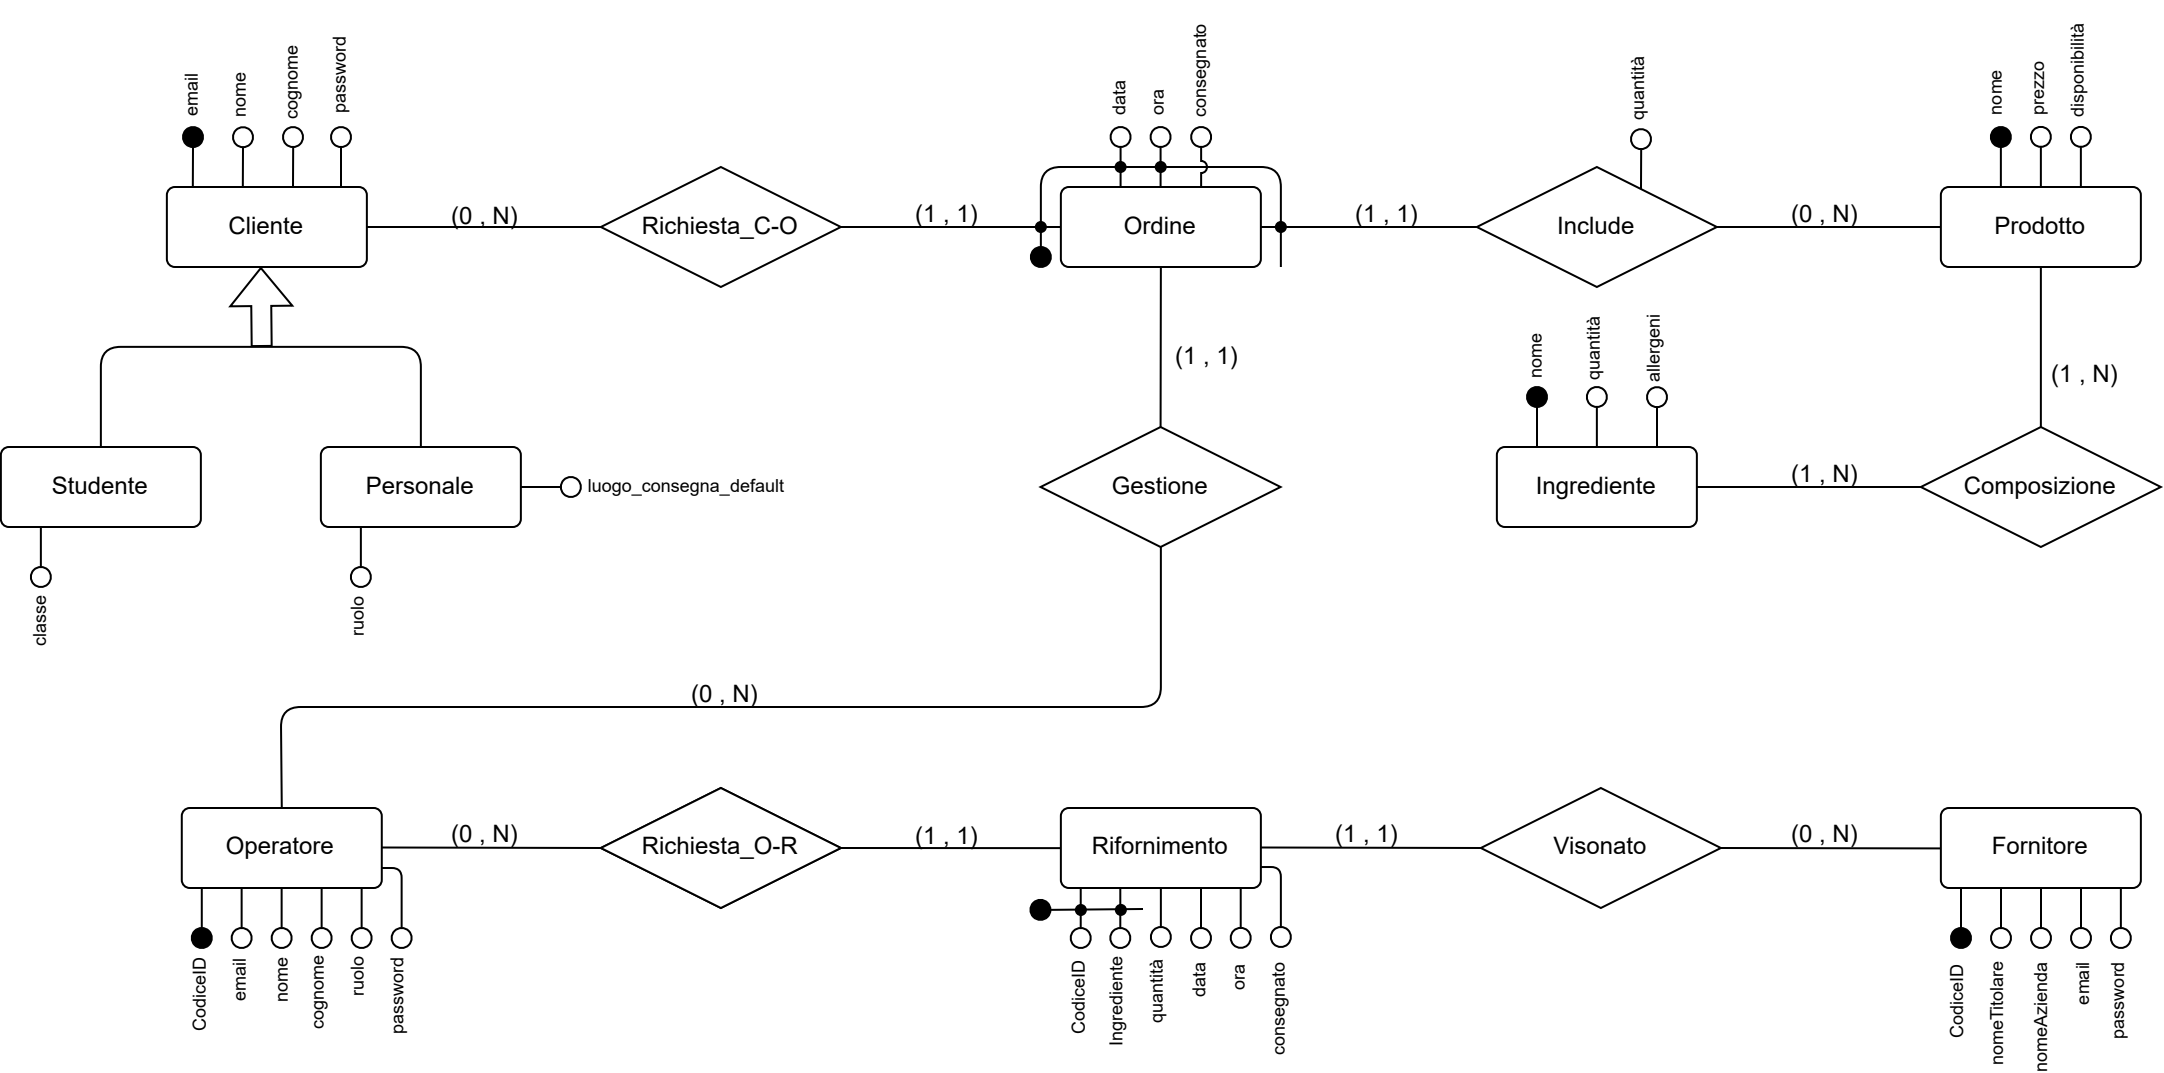 email
nome
cognome
password
data
ora
consegnato
quantità
nome
prezzo
disponibilità
Cliente
(0 , N)
Richiesta_C-O
(1 , 1)
Ordine
(1 , 1)
Include
(0 , N)
Prodotto
nome
quantità
allergeni
(1 , 1)
(1 , N)
Studente
Personale
luogo_consegna_default
Gestione
Ingrediente
(1 , N)
Composizione
classe
ruolo
(0 , N)
Operatore
(0 , N)
Richiesta_O-R
(1 , 1)
Rifornimento
(1 , 1)
Visonato
(0 , N)
Fornitore
CodiceID
email
nome
cognome
ruolo
password
CodiceID
Ingrediente
quantità
data
ora
consegnato
CodiceID
nomeTitolare
nomeAzienda
email
password